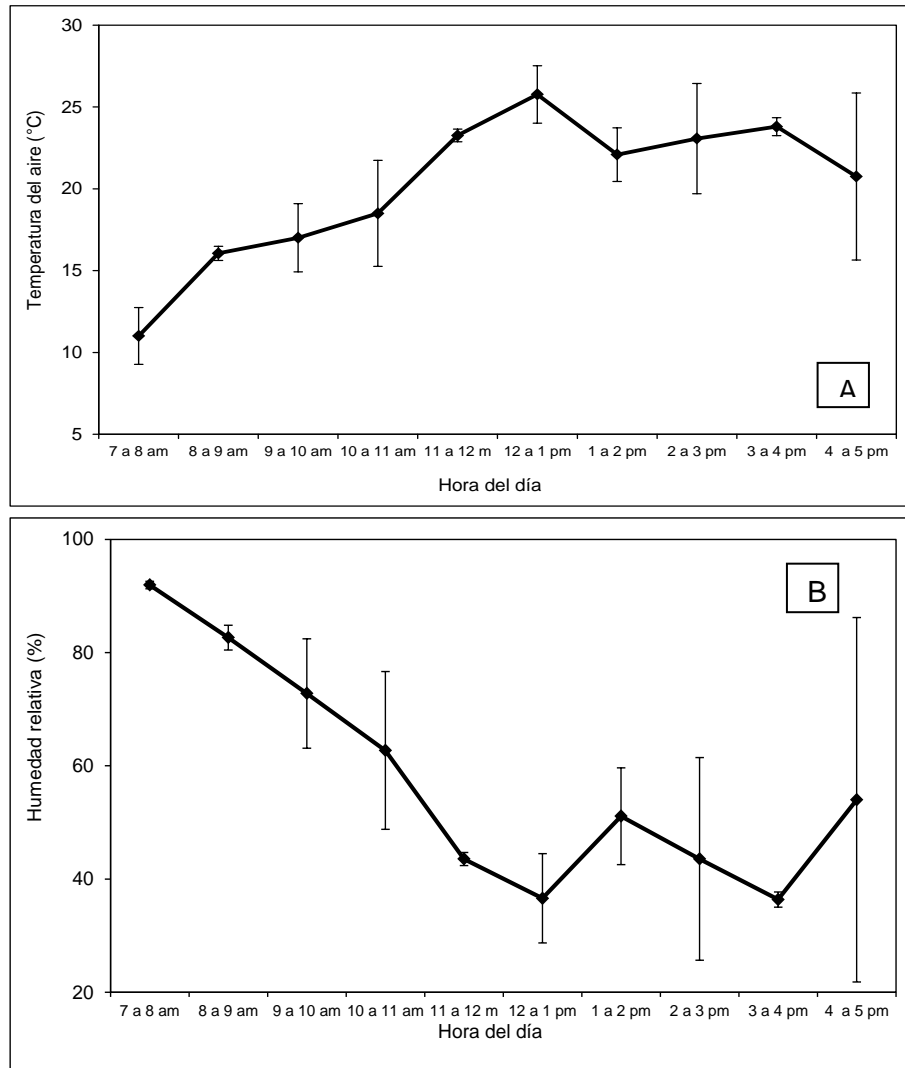 30
25
20
15
10
5
Temperatura del aire (°C)
A
7 a 8 am 8 a 9 am 9 a 10 am 10 a 11 am 11 a 12 m 12 a 1 pm 1 a 2 pm 2 a 3 pm 3 a 4 pm 4 a 5 pm
Hora del día
100
80
60
40
20
Humedad relativa (%)
B
7 a 8 am 8 a 9 am 9 a 10 am 10 a 11 am 11 a 12 m 12 a 1 pm 1 a 2 pm 2 a 3 pm 3 a 4 pm 4 a 5 pm
Hora del día